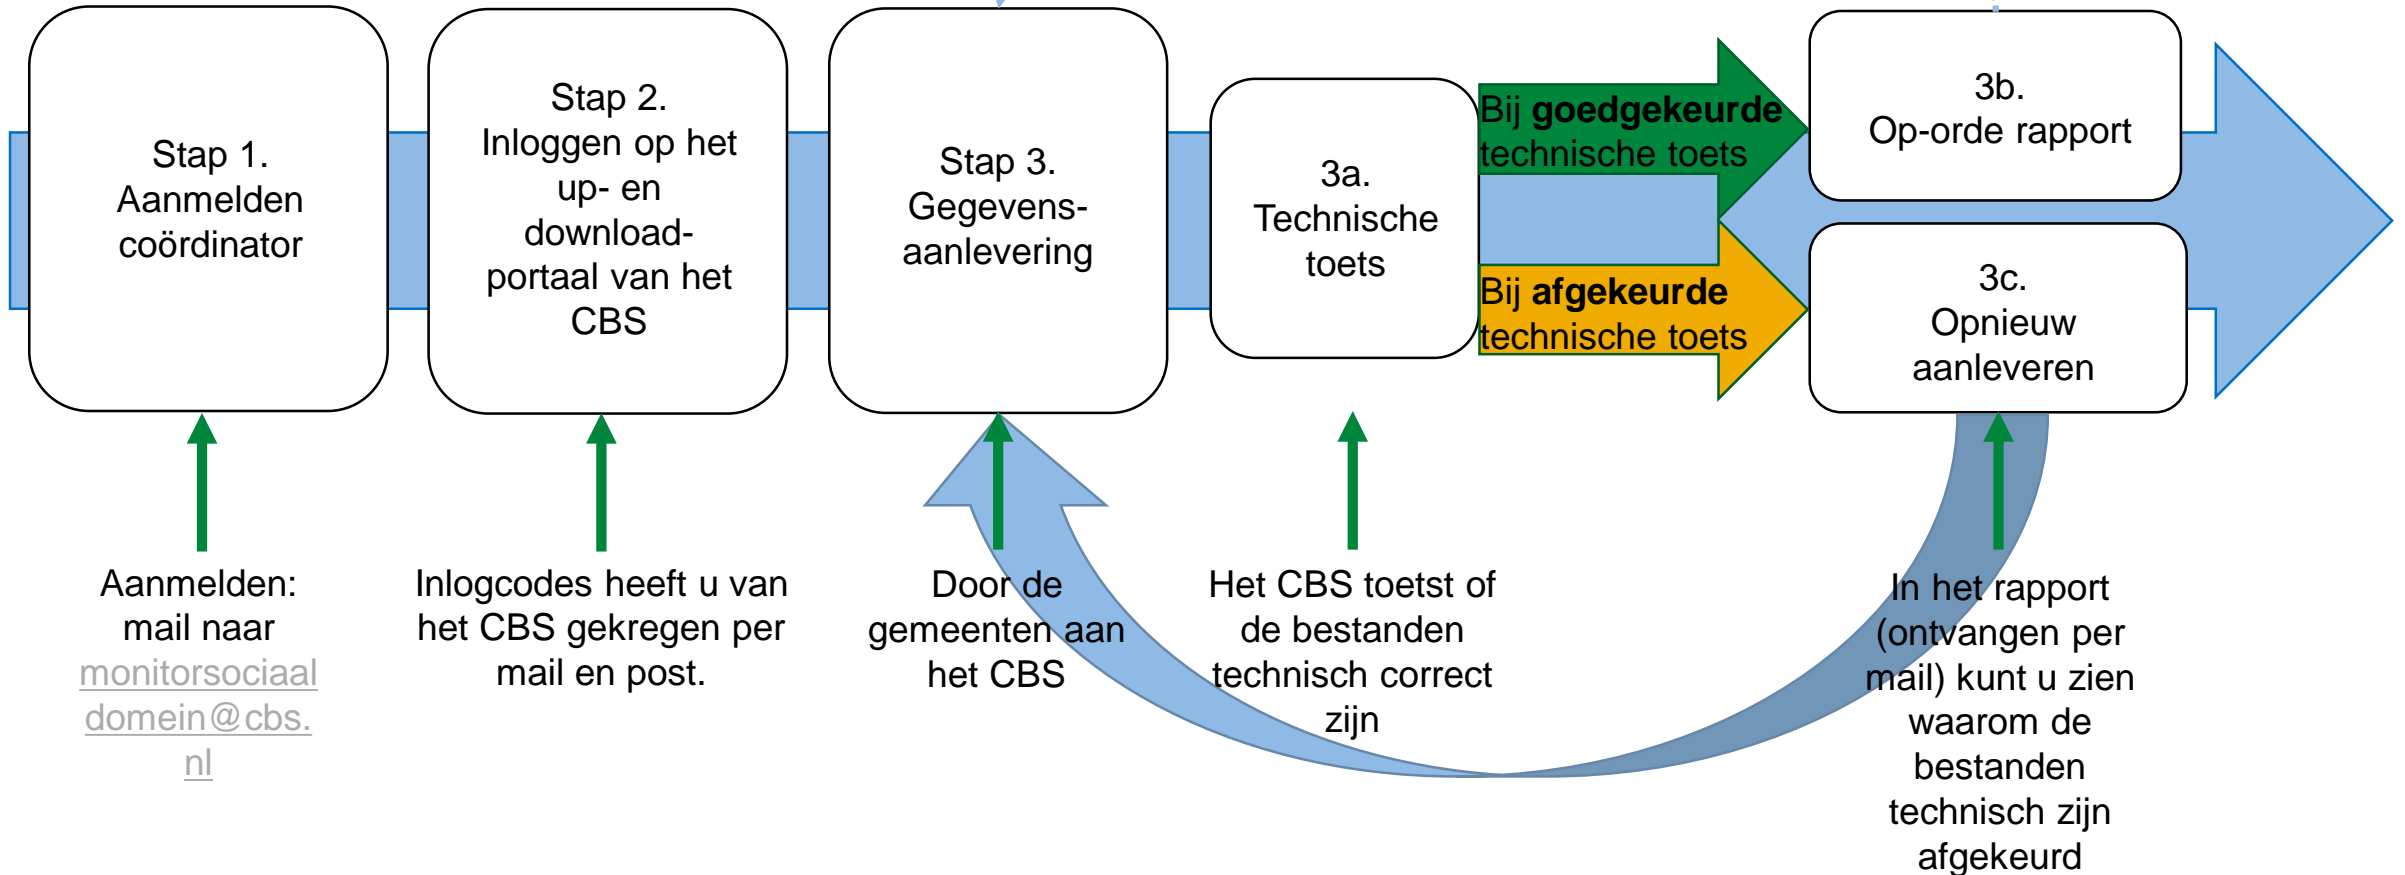 Stap 1.
Aanmelden
coördinator
Stap 2.
Inloggen op het
up- en
download-
portaal van het
CBS
Stap 3.
Gegevens-
aanlevering
3a.
Technische
toets
Bij goedgekeurde
technische toets
Bij afgekeurde
technische toets
3b.
Op-orde rapport
3c.
Opnieuw
aanleveren
Aanmelden:
mail naar
monitorsociaal
domein@cbs.
nl
Inlogcodes heeft u van
het CBS gekregen per
mail en post.
Door de
gemeenten aan
het CBS
Het CBS toetst of
de bestanden
technisch correct
zijn
In het rapport
(ontvangen per
mail) kunt u zien
waarom de
bestanden
technisch zijn
afgekeurd